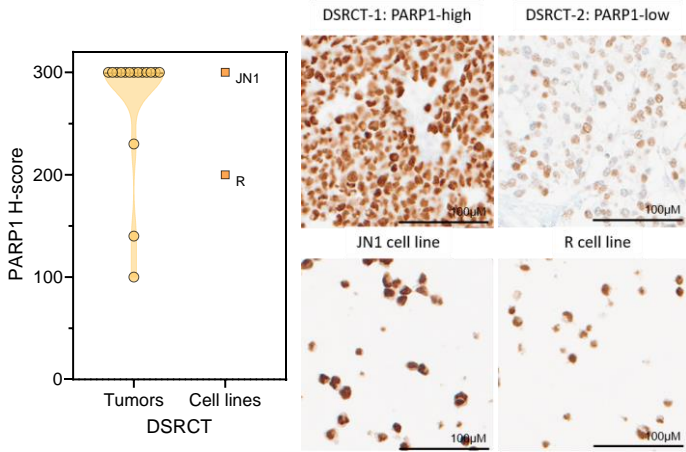 PARP1 H-score
300
200
100
0
JN1
R
Tumors
Cell lines
DSRCT
DSRCT-1: PARP1-high
DSRCT-2: PARP1-low
100µM
100µM
JN1 cell line
R cell line
100µM
100µM